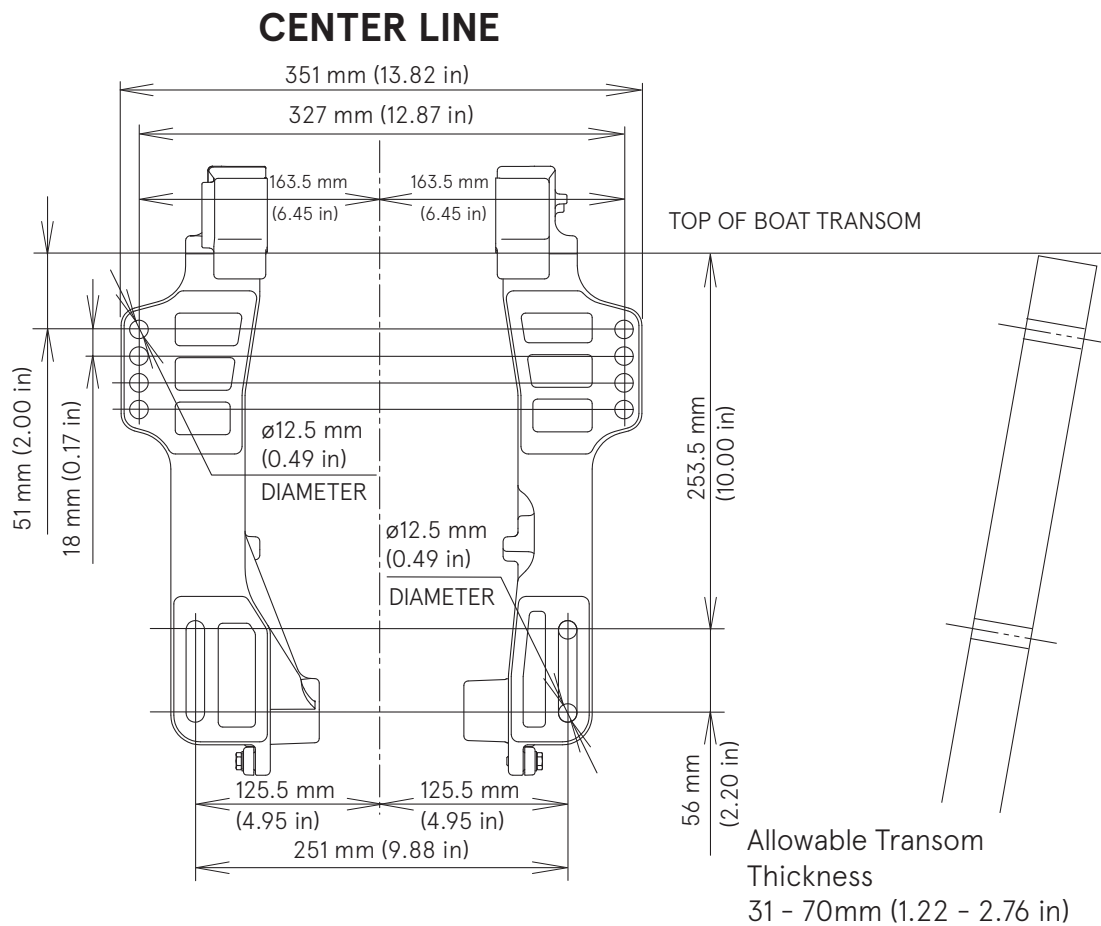 CENTER LINE
351 mm (13.82 in)
327 mm (12.87 in)
163.5 mm
(6.45 in)
163.5 mm
(6.45 in)
TOP OF BOAT TRANSOM
51 mm (2.00 in)
18 mm (0.17 in)
ø12.5 mm
(0.49 in)
DIAMETER
253.5 mm
(10.00 in)
ø12.5 mm
(0.49 in)
DIAMETER
125.5 mm
(4.95 in)
125.5 mm
(4.95 in)
251 mm (9.88 in)
56 mm
(2.20 in)
Allowable Transom
Thickness
31 - 70mm (1.22 - 2.76 in)